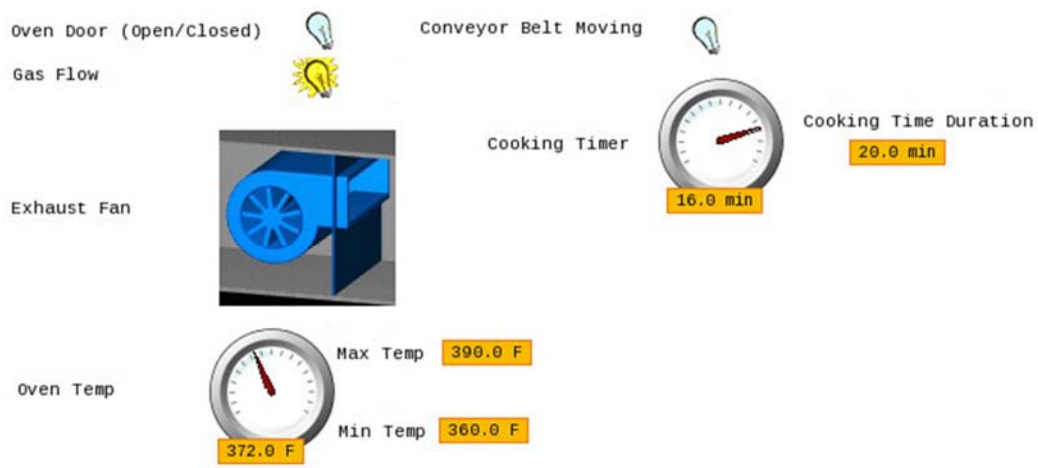 Oven Door (Open/Closed)
Conveyor Belt Moving
Gas Flow
Cooking Time Duration
Cooking Timer
20.0 min
16.0 min
Exhaust Fan
Max Temp 390.0 F
Oven Temp
Min Temp 360.0 F
372.0 F